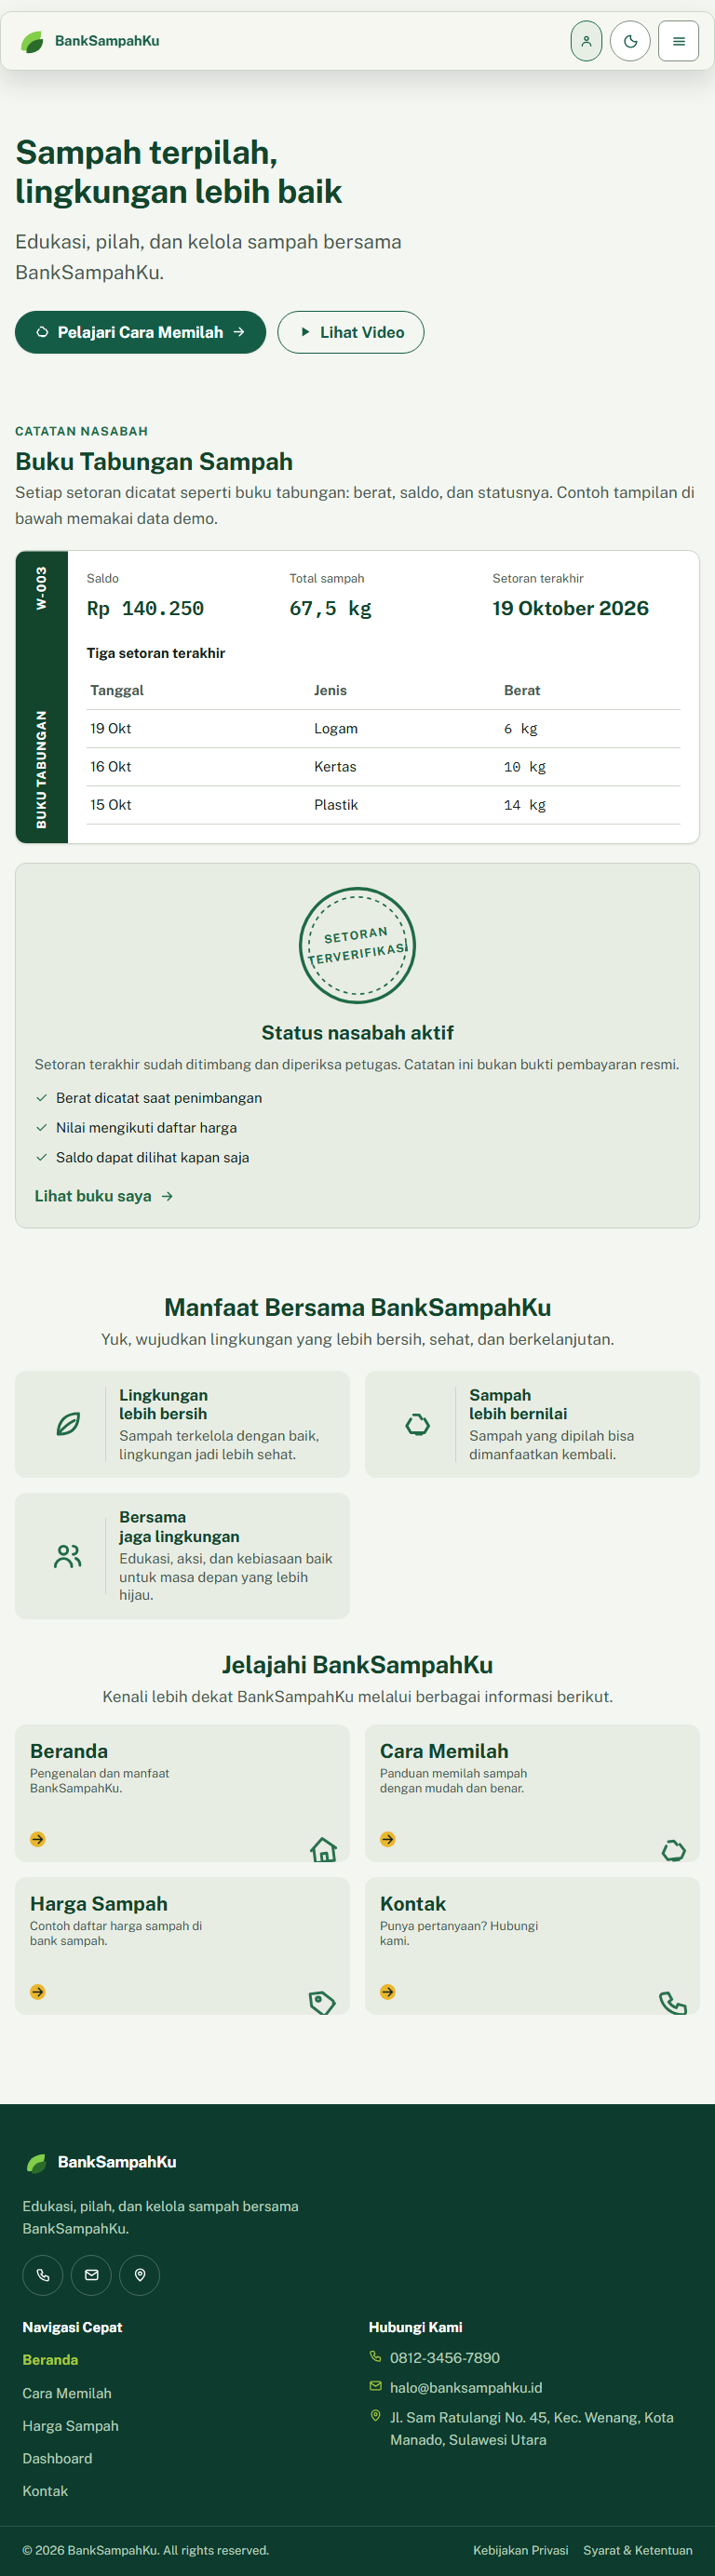 BankSampahKu
Sampah terpilah,
lingkungan lebih baik
Edukasi, pilah, dan kelola sampah bersama
BankSampahKu.
Pelajari Cara Memilah
Lihat Video
CATATAN NASABAH
Buku Tabungan Sampah
Setiap setoran dicatat seperti buku tabungan: berat, saldo, dan statusnya. Contoh tampilan di
bawah memakai data demo.
W-003
BUKU TABUNGAN
Saldo Total sampah Setoran terakhir
Rp 140.250 67,5 kg 19 Oktober 2026
Tiga setoran terakhir
Tanggal Jenis Berat
19 Okt Logam 6 kg
16 Okt Kertas 10 kg
15 Okt Plastik 14 kg
SETORAN
TERVERIFIKASI
Status nasabah aktif
Setoran terakhir sudah ditimbang dan diperiksa petugas. Catatan ini bukan bukti pembayaran resmi.
Berat dicatat saat penimbangan
Nilai mengikuti daftar harga
Saldo dapat dilihat kapan saja
Lihat buku saya
Manfaat Bersama BankSampahKu
Yuk, wujudkan lingkungan yang lebih bersih, sehat, dan berkelanjutan.
Lingkungan
lebih bersih
Sampah terkelola dengan baik,
lingkungan jadi lebih sehat.
Sampah
lebih bernilai
Sampah yang dipilah bisa
dimanfaatkan kembali.
Bersama
jaga lingkungan
Edukasi, aksi, dan kebiasaan baik
untuk masa depan yang lebih
hijau.
Jelajahi BankSampahKu
Kenali lebih dekat BankSampahKu melalui berbagai informasi berikut.
Beranda
Pengenalan dan manfaat
BankSampahKu.
Cara Memilah
Panduan memilah sampah
dengan mudah dan benar.
Harga Sampah
Contoh daftar harga sampah di
bank sampah.
Kontak
Punya pertanyaan? Hubungi
kami.
BankSampahKu
Edukasi, pilah, dan kelola sampah bersama
BankSampahKu.
Navigasi Cepat
Beranda
Cara Memilah
Harga Sampah
Dashboard
Kontak
Hubungi Kami
0812-3456-7890
halo@banksampahku.id
Jl. Sam Ratulangi No. 45, Kec. Wenang, Kota
Manado, Sulawesi Utara
© 2026 BankSampahKu. All rights reserved.
Kebijakan Privasi Syarat & Ketentuan